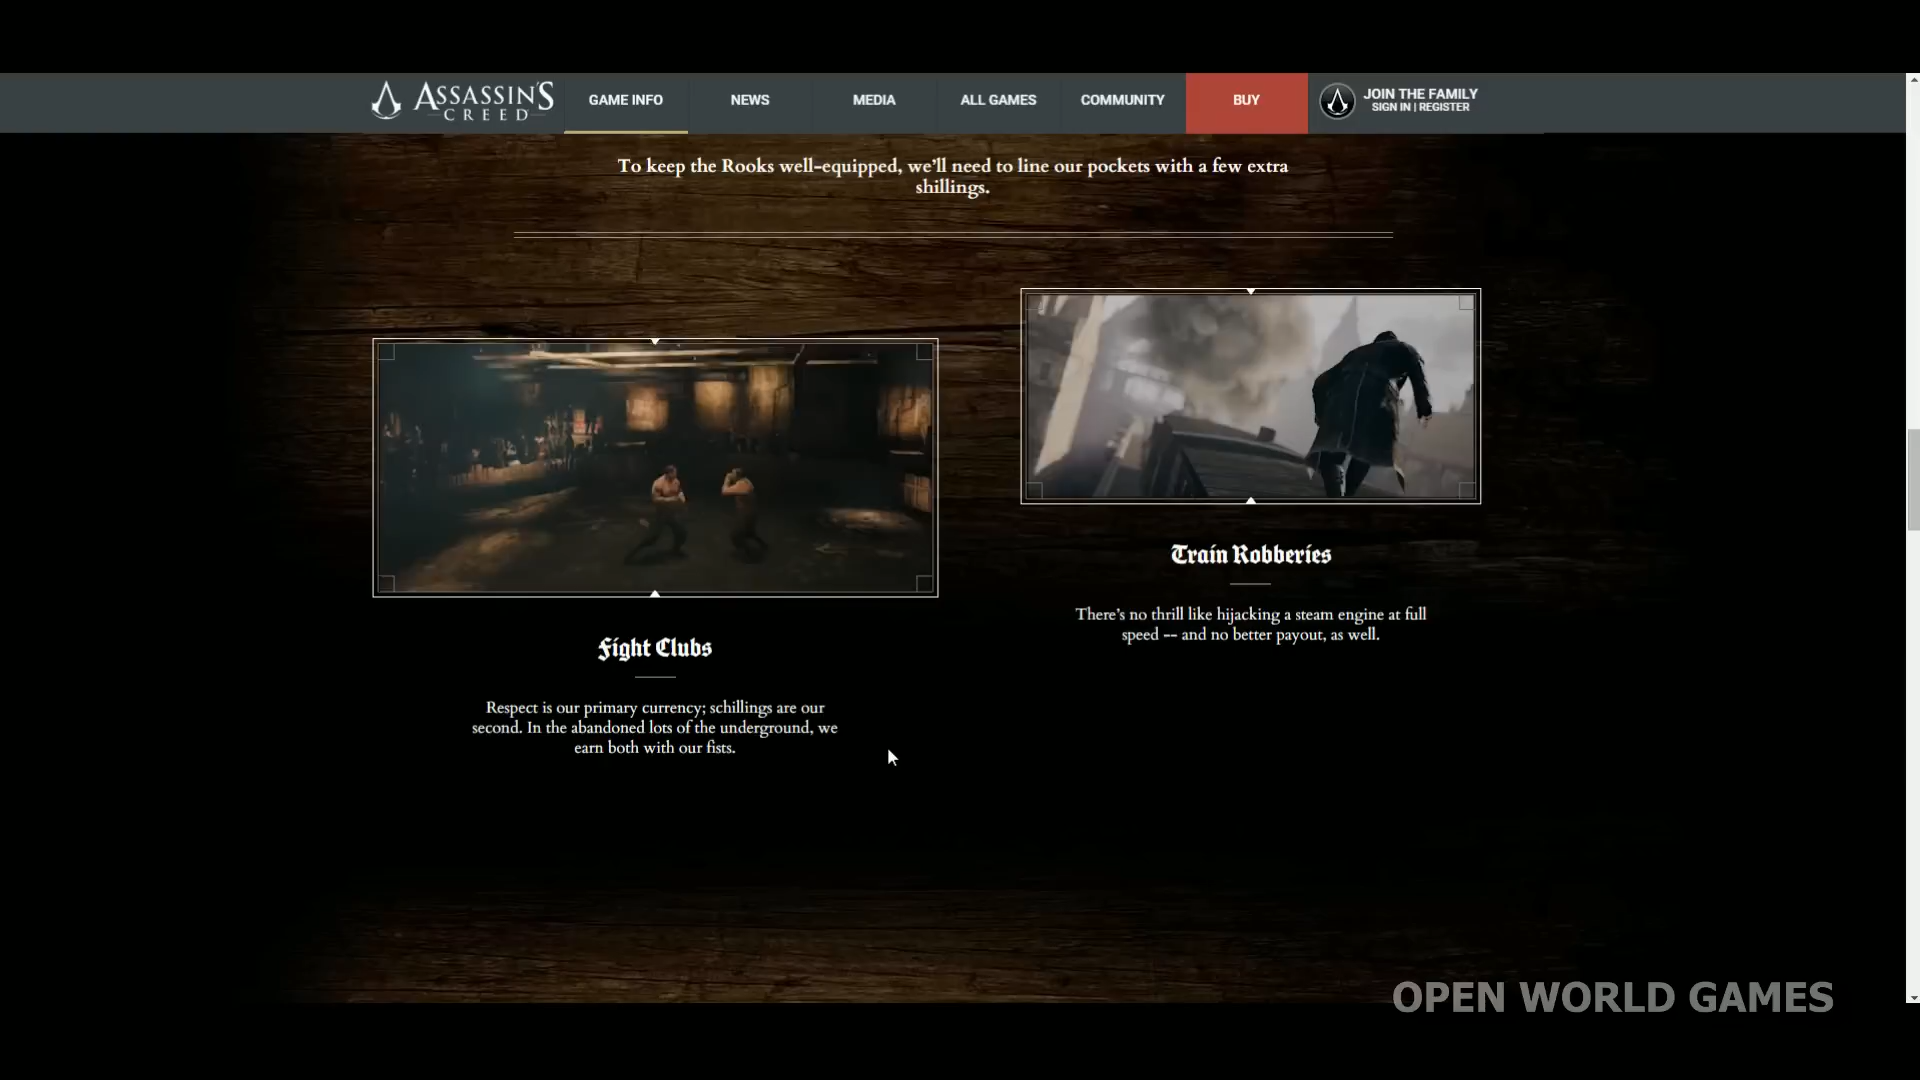 ASSASSIN'S
CREED
GAME INFO
NEWS
MEDIA
ALL GAMES
COMMUNITY
BUY
JOIN THE FAMILY
SIGN IN | REGISTER
To keep the Rooks well-equipped, we'll need to line our pockets with a few extra
shillings.
Train Robberies
There's no thrill like hijacking a steam engine at full
speed -- and no better payout, as well.
Fight Clubs
Respect is our primary currency; schillings are our
second. In the abandoned lots of the underground, we
earn both with our fists.
OPEN WORLD GAMES